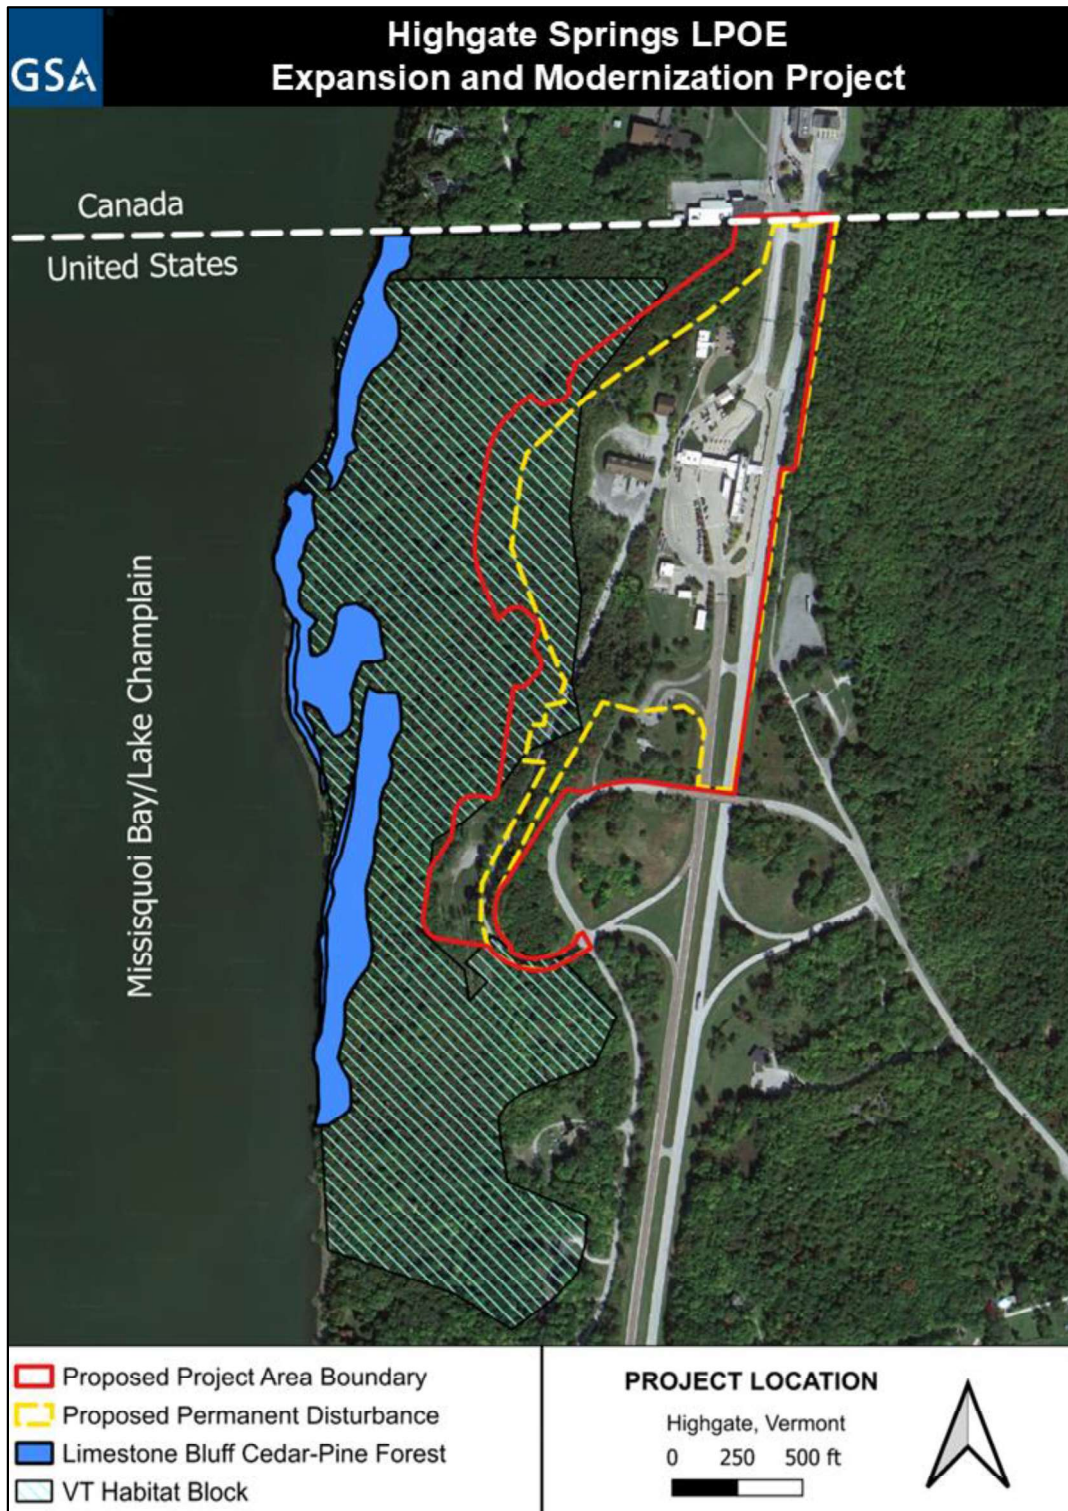 GSA
Highgate Springs LPOE
Expansion and Modernization Project
Canada
United States
Missisquoi Bay/Lake Champlain
Proposed Project Area Boundary
Proposed Permanent Disturbance
Limestone Bluff Cedar-Pine Forest
VT Habitat Block
PROJECT LOCATION
Highgate, Vermont
0 250 500 ft